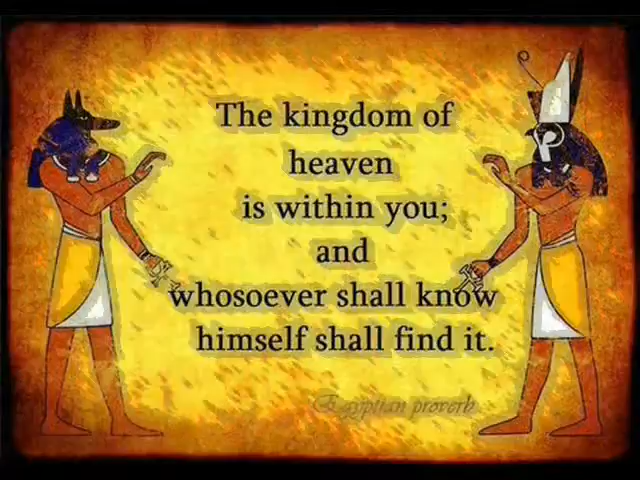 The kingdom of
heaven
is within you;
and
whosoever shall know
himself shall find it.
Egyptian proverb